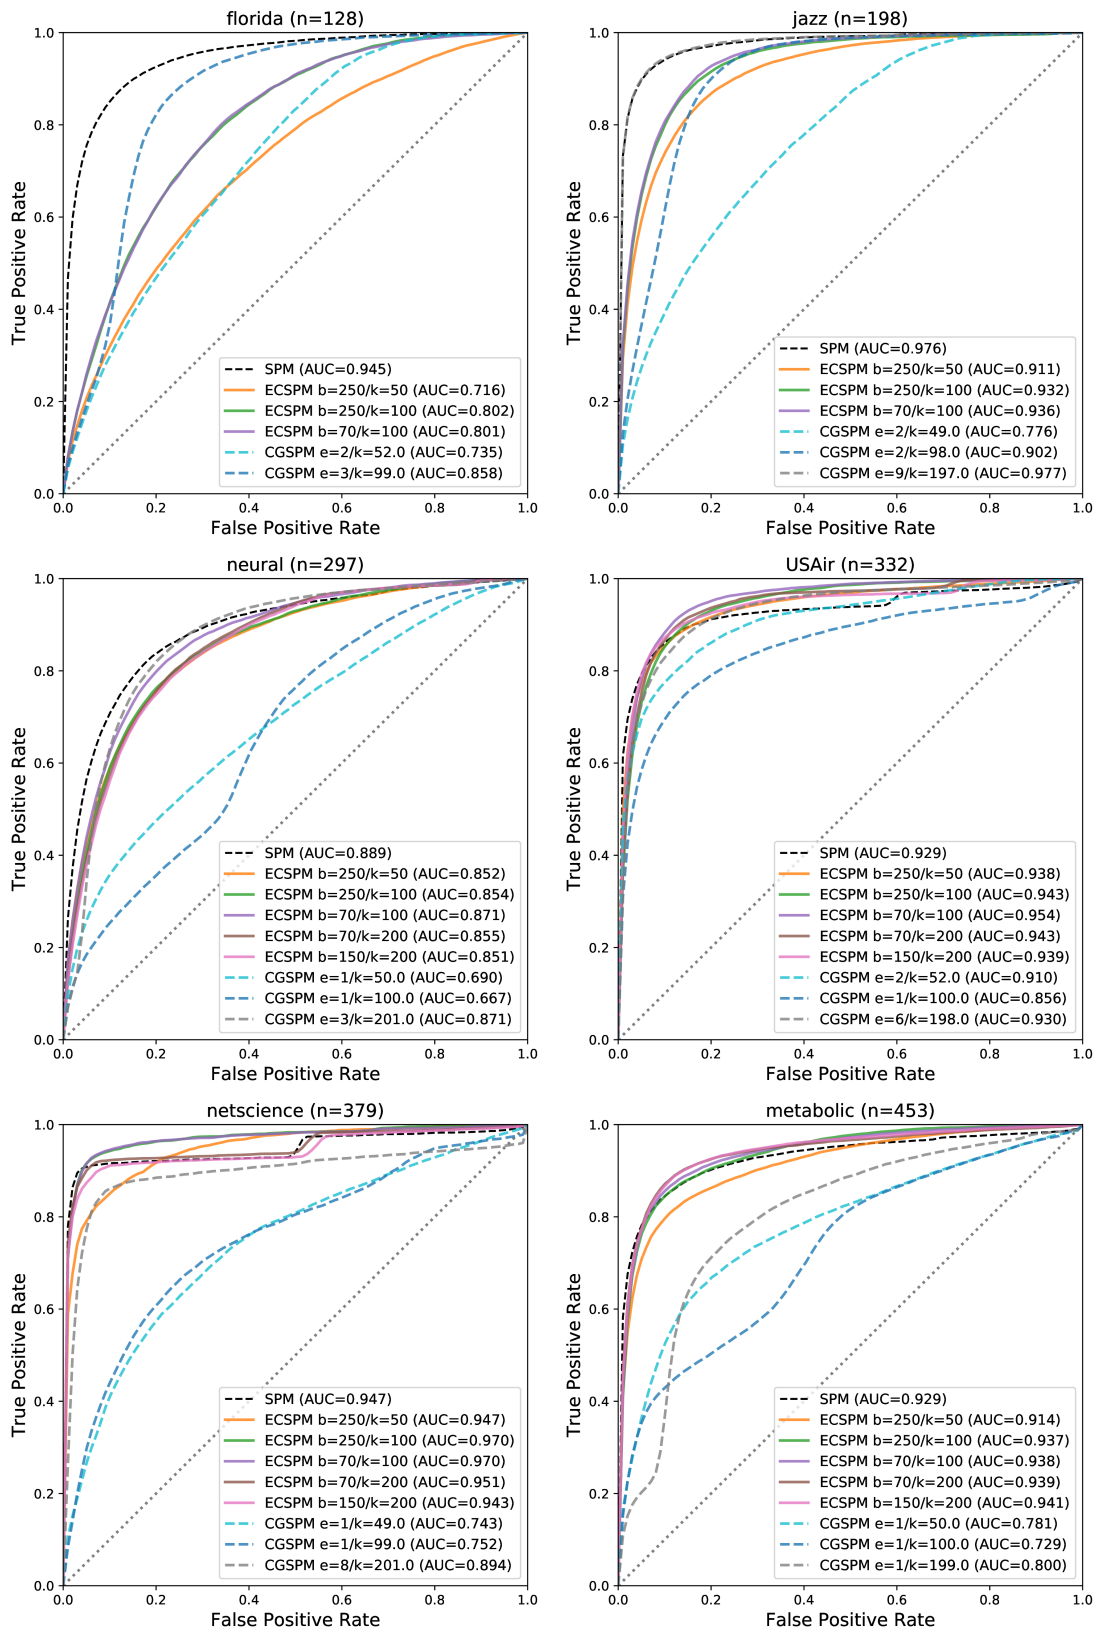 florida (n=128)
1.0
0.8
0.6
0.4
0.2
0.0
True Positive Rate
SPM (AUC=0.945)
ECSPM b=250/k=50 (AUC=0.716)
ECSPM b=250/k=100 (AUC=0.802)
ECSPM b=70/k=100 (AUC=0.801)
CGSPM e=2/k=52.0 (AUC=0.735)
CGSPM e=3/k=99.0 (AUC=0.858)
0.0 0.2 0.4 0.6 0.8 1.0
False Positive Rate
jazz (n=198)
1.0
0.8
0.6
0.4
0.2
0.0
True Positive Rate
SPM (AUC=0.976)
ECSPM b=250/k=50 (AUC=0.911)
ECSPM b=250/k=100 (AUC=0.932)
ECSPM b=70/k=100 (AUC=0.936)
CGSPM e=2/k=49.0 (AUC=0.776)
CGSPM e=2/k=98.0 (AUC=0.902)
CGSPM e=9/k=197.0 (AUC=0.977)
0.0 0.2 0.4 0.6 0.8 1.0
False Positive Rate
neural (n=297)
1.0
0.8
0.6
0.4
0.2
0.0
True Positive Rate
SPM (AUC=0.889)
ECSPM b=250/k=50 (AUC=0.852)
ECSPM b=250/k=100 (AUC=0.854)
ECSPM b=70/k=100 (AUC=0.871)
ECSPM b=70/k=200 (AUC=0.855)
ECSPM b=150/k=200 (AUC=0.851)
CGSPM e=1/k=50.0 (AUC=0.690)
CGSPM e=1/k=100.0 (AUC=0.667)
CGSPM e=3/k=201.0 (AUC=0.871)
0.0 0.2 0.4 0.6 0.8 1.0
False Positive Rate
USAir (n=332)
1.0
0.8
0.6
0.4
0.2
0.0
True Positive Rate
SPM (AUC=0.929)
ECSPM b=250/k=50 (AUC=0.938)
ECSPM b=250/k=100 (AUC=0.943)
ECSPM b=70/k=100 (AUC=0.954)
ECSPM b=70/k=200 (AUC=0.943)
ECSPM b=150/k=200 (AUC=0.939)
CGSPM e=2/k=52.0 (AUC=0.910)
CGSPM e=1/k=100.0 (AUC=0.856)
CGSPM e=6/k=198.0 (AUC=0.930)
0.0 0.2 0.4 0.6 0.8 1.0
False Positive Rate
netscience (n=379)
1.0
0.8
0.6
0.4
0.2
0.0
True Positive Rate
SPM (AUC=0.947)
ECSPM b=250/k=50 (AUC=0.947)
ECSPM b=250/k=100 (AUC=0.970)
ECSPM b=70/k=100 (AUC=0.970)
ECSPM b=70/k=200 (AUC=0.951)
ECSPM b=150/k=200 (AUC=0.943)
CGSPM e=1/k=49.0 (AUC=0.743)
CGSPM e=1/k=99.0 (AUC=0.752)
CGSPM e=8/k=201.0 (AUC=0.894)
0.0 0.2 0.4 0.6 0.8 1.0
False Positive Rate
metabolic (n=453)
1.0
0.8
0.6
0.4
0.2
0.0
True Positive Rate
SPM (AUC=0.929)
ECSPM b=250/k=50 (AUC=0.914)
ECSPM b=250/k=100 (AUC=0.937)
ECSPM b=70/k=100 (AUC=0.938)
ECSPM b=70/k=200 (AUC=0.939)
ECSPM b=150/k=200 (AUC=0.941)
CGSPM e=1/k=50.0 (AUC=0.781)
CGSPM e=1/k=100.0 (AUC=0.729)
CGSPM e=1/k=199.0 (AUC=0.800)
0.0 0.2 0.4 0.6 0.8 1.0
False Positive Rate